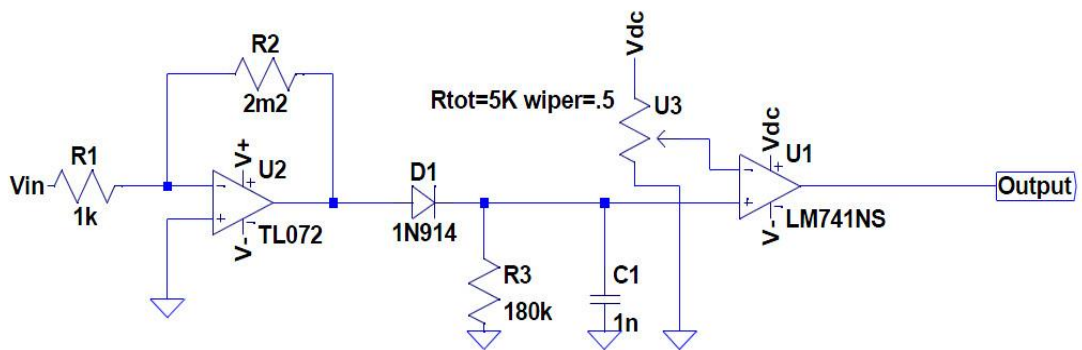 R2
2m2
R1
Vin
1k
V+
U2
-
+
+
-
V-
TL072
D1
1N914
R3
180k
C1
1n
Vdc
Rtot=5K wiper=.5
U3
Vdc
U1
-
+
+
-
V-
LM741NS
Output